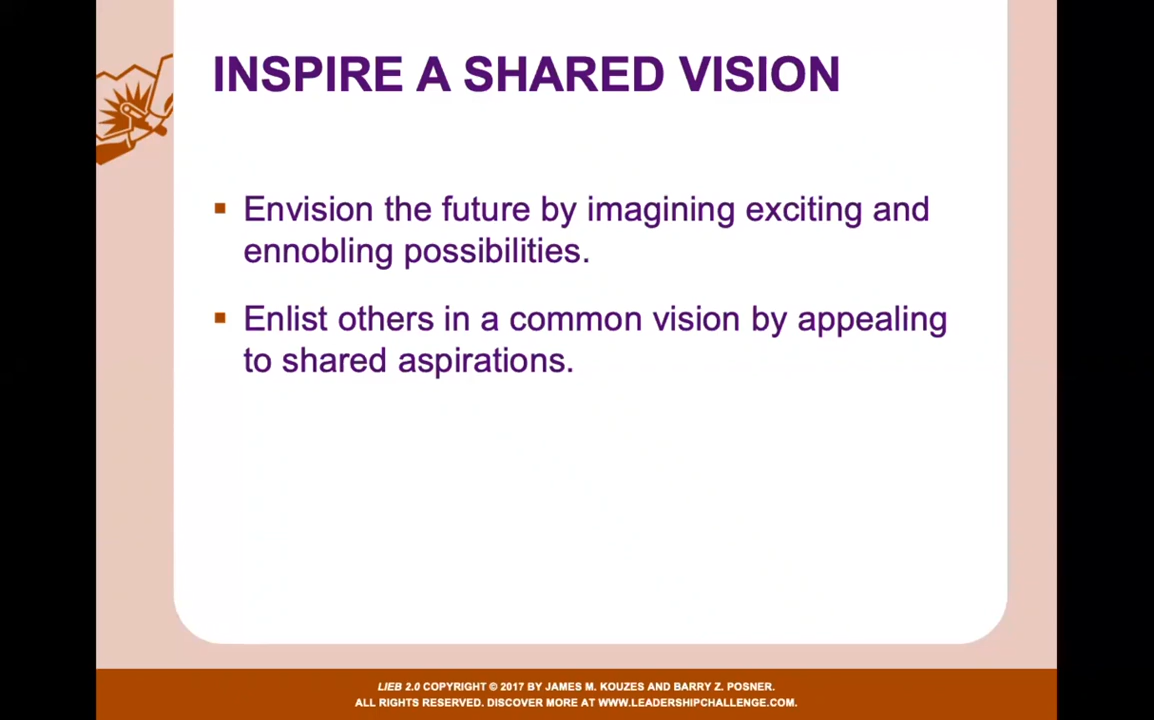 INSPIRE A SHARED VISION
▪ Envision the future by imagining exciting and
ennobling possibilities.
▪ Enlist others in a common vision by appealing
to shared aspirations.
LIEB 2.0 COPYRIGHT © 2017 BY JAMES M. KOUZES AND BARRY Z. POSNER.
ALL RIGHTS RESERVED. DISCOVER MORE AT WWW.LEADERSHIPCHALLENGE.COM.